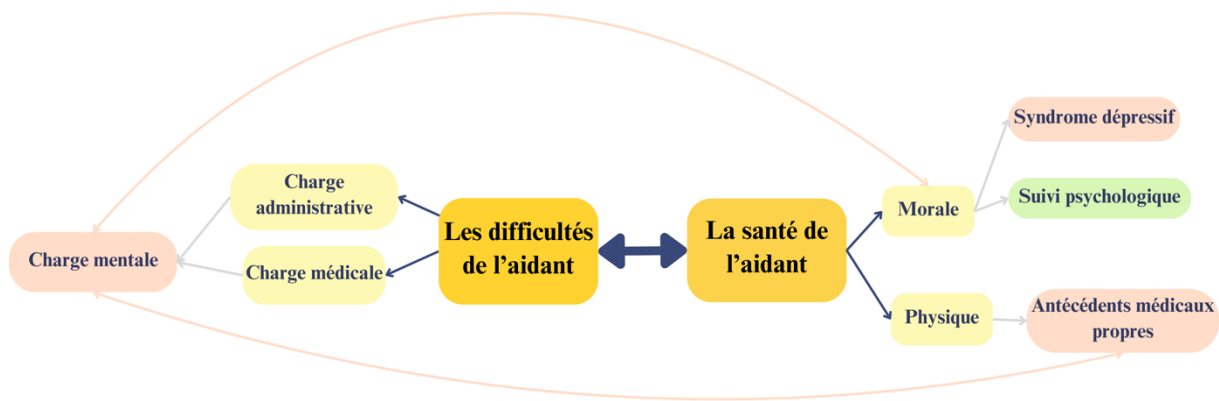 Charge mentale
Charge
administrative
Charge médicale
Les difficultés
de l’aidant
La santé de
l’aidant
Morale
Syndrome dépressif
Suivi psychologique
Physique
Antécédents médicaux
propres